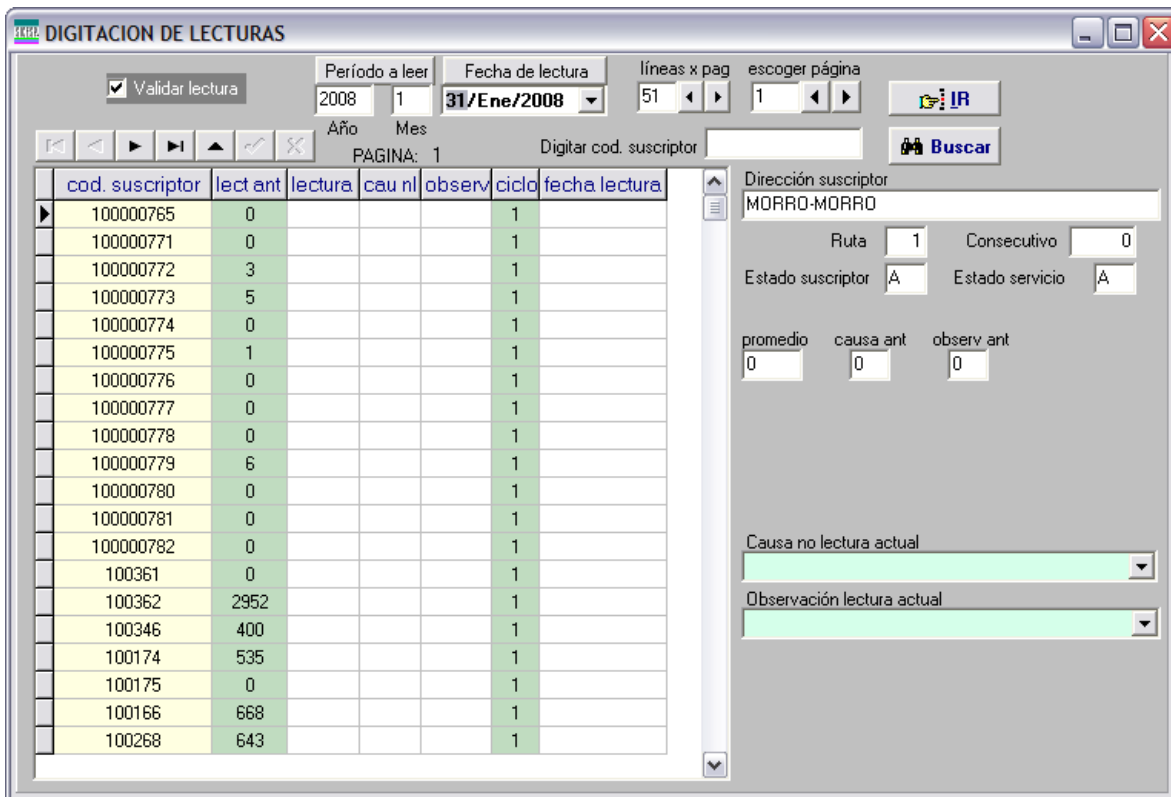 DIGITACION DE LECTURAS
Validar lectura
Período a leer
Fecha de lectura
líneas x pag
escoger página
2008 1 31/Ene/2008 51 1 IR
Año Mes
PAGINA: 1
Digitar cod. suscriptor
Buscar
cod. suscriptor lect ant lectura cau nl observ ciclo fecha lectura
100000765 0 1
100000771 0 1
100000772 3 1
100000773 5 1
100000774 0 1
100000775 1 1
100000776 0 1
100000777 0 1
100000778 0 1
100000779 6 1
100000780 0 1
100000781 0 1
100000782 0 1
100361 0 1
100362 2952 1
100346 400 1
100174 535 1
100175 0 1
100166 668 1
100268 643 1
Dirección suscriptor
MORRO-MORRO
Ruta 1 Consecutivo 0
Estado suscriptor A Estado servicio A
promedio causa ant observ ant
0 0 0
Causa no lectura actual
Observación lectura actual